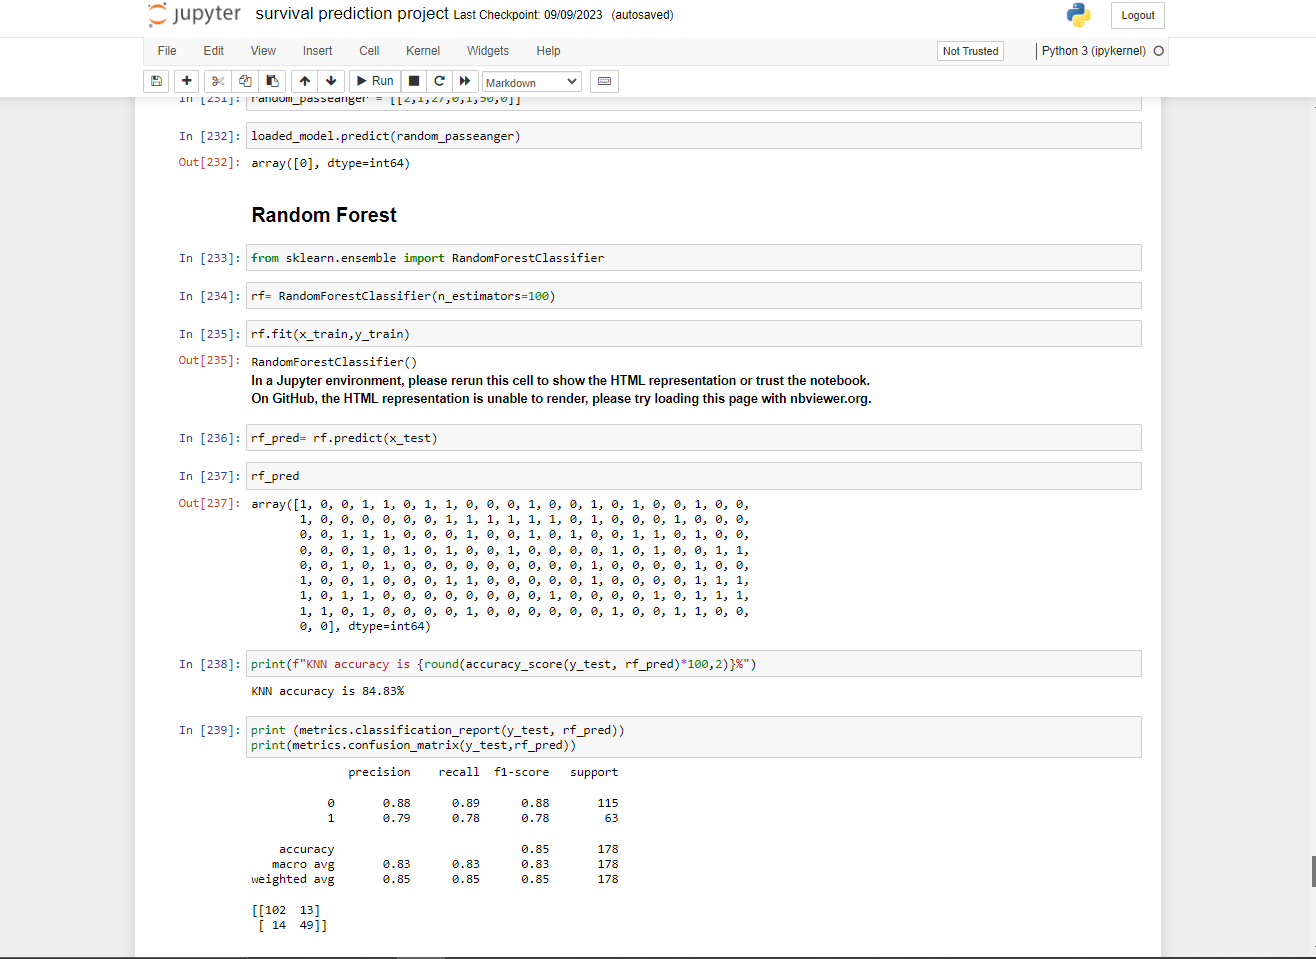 jupyter survival prediction project Last Checkpoint: 09/09/2023 (autosaved) Logout
File Edit View Insert Cell Kernel Widgets Help Not Trusted Python 3 (ipykernel)
Run Markdown
In [231]: random_passeanger = [[2,1,27,0,1,50,0]]
In [232]: loaded_model.predict(random_passeanger)
Out[232]: array([0], dtype=int64)
Random Forest
In [233]: from sklearn.ensemble import RandomForestClassifier
In [234]: rf= RandomForestClassifier(n_estimators=100)
In [235]: rf.fit(x_train,y_train)
Out[235]: RandomForestClassifier()
In a Jupyter environment, please rerun this cell to show the HTML representation or trust the notebook.
On GitHub, the HTML representation is unable to render, please try loading this page with nbviewer.org.
In [236]: rf_pred= rf.predict(x_test)
In [237]: rf_pred
Out[237]: array([1, 0, 0, 1, 1, 0, 1, 1, 0, 0, 0, 1, 0, 0, 1, 0, 1, 0, 0, 1, 0, 0,
1, 0, 0, 0, 0, 0, 0, 1, 1, 1, 1, 1, 1, 0, 1, 0, 0, 0, 1, 0, 0, 0,
0, 0, 1, 1, 1, 0, 0, 0, 1, 0, 0, 1, 0, 1, 0, 0, 1, 1, 0, 1, 0, 0,
0, 0, 0, 1, 0, 1, 0, 1, 0, 0, 1, 0, 0, 0, 0, 1, 0, 1, 0, 0, 1, 1,
0, 0, 1, 0, 1, 0, 0, 0, 0, 0, 0, 0, 0, 0, 1, 0, 0, 0, 0, 1, 0, 0,
1, 0, 0, 1, 0, 0, 0, 1, 1, 0, 0, 0, 0, 0, 1, 0, 0, 0, 0, 1, 1, 1,
1, 0, 1, 1, 0, 0, 0, 0, 0, 0, 0, 0, 1, 0, 0, 0, 0, 1, 0, 1, 1, 1,
1, 1, 0, 1, 0, 0, 0, 0, 1, 0, 0, 0, 0, 0, 0, 1, 0, 0, 1, 1, 0, 0,
0, 0], dtype=int64)
In [238]: print(f"KNN accuracy is {round(accuracy_score(y_test, rf_pred)*100,2)}%")
KNN accuracy is 84.83%
In [239]: print (metrics.classification_report(y_test, rf_pred))
print(metrics.confusion_matrix(y_test,rf_pred))
precision recall f1-score support
0 0.88 0.89 0.88 115
1 0.79 0.78 0.78 63
accuracy 0.85 178
macro avg 0.83 0.83 0.83 178
weighted avg 0.85 0.85 0.85 178
[[102 13]
[ 14 49]]